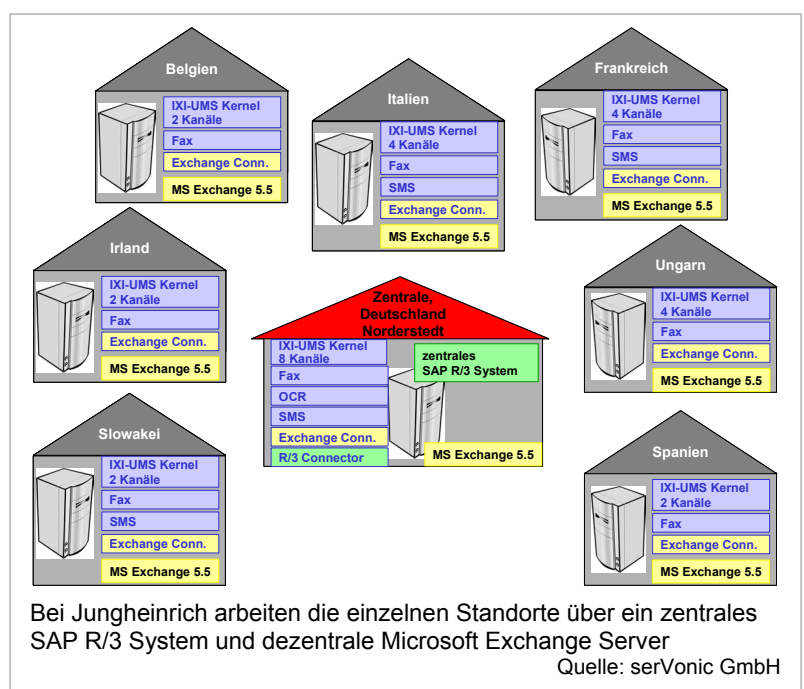 Belgien
IXI-UMS Kernel
2 Kanäle
Fax
Exchange Conn.
MS Exchange 5.5
Italien
IXI-UMS Kernel
4 Kanäle
Fax
SMS
Exchange Conn.
MS Exchange 5.5
Frankreich
IXI-UMS Kernel
4 Kanäle
Fax
SMS
Exchange Conn.
MS Exchange 5.5
Irland
IXI-UMS Kernel
2 Kanäle
Fax
Exchange Conn.
MS Exchange 5.5
Zentrale,
Deutschland
Norderstedt
IXI-UMS Kernel
8 Kanäle
Fax
OCR
SMS
Exchange Conn.
R/3 Connector
zentrales
SAP R/3 System
MS Exchange 5.5
Ungarn
IXI-UMS Kernel
4 Kanäle
Fax
Exchange Conn.
MS Exchange 5.5
Slowakei
IXI-UMS Kernel
2 Kanäle
Fax
SMS
Exchange Conn.
MS Exchange 5.5
Spanien
IXI-UMS Kernel
2 Kanäle
Fax
Exchange Conn.
MS Exchange 5.5
Bei Jungheinrich arbeiten die einzelnen Standorte über ein zentrales
SAP R/3 System und dezentrale Microsoft Exchange Server
Quelle: serVonic GmbH